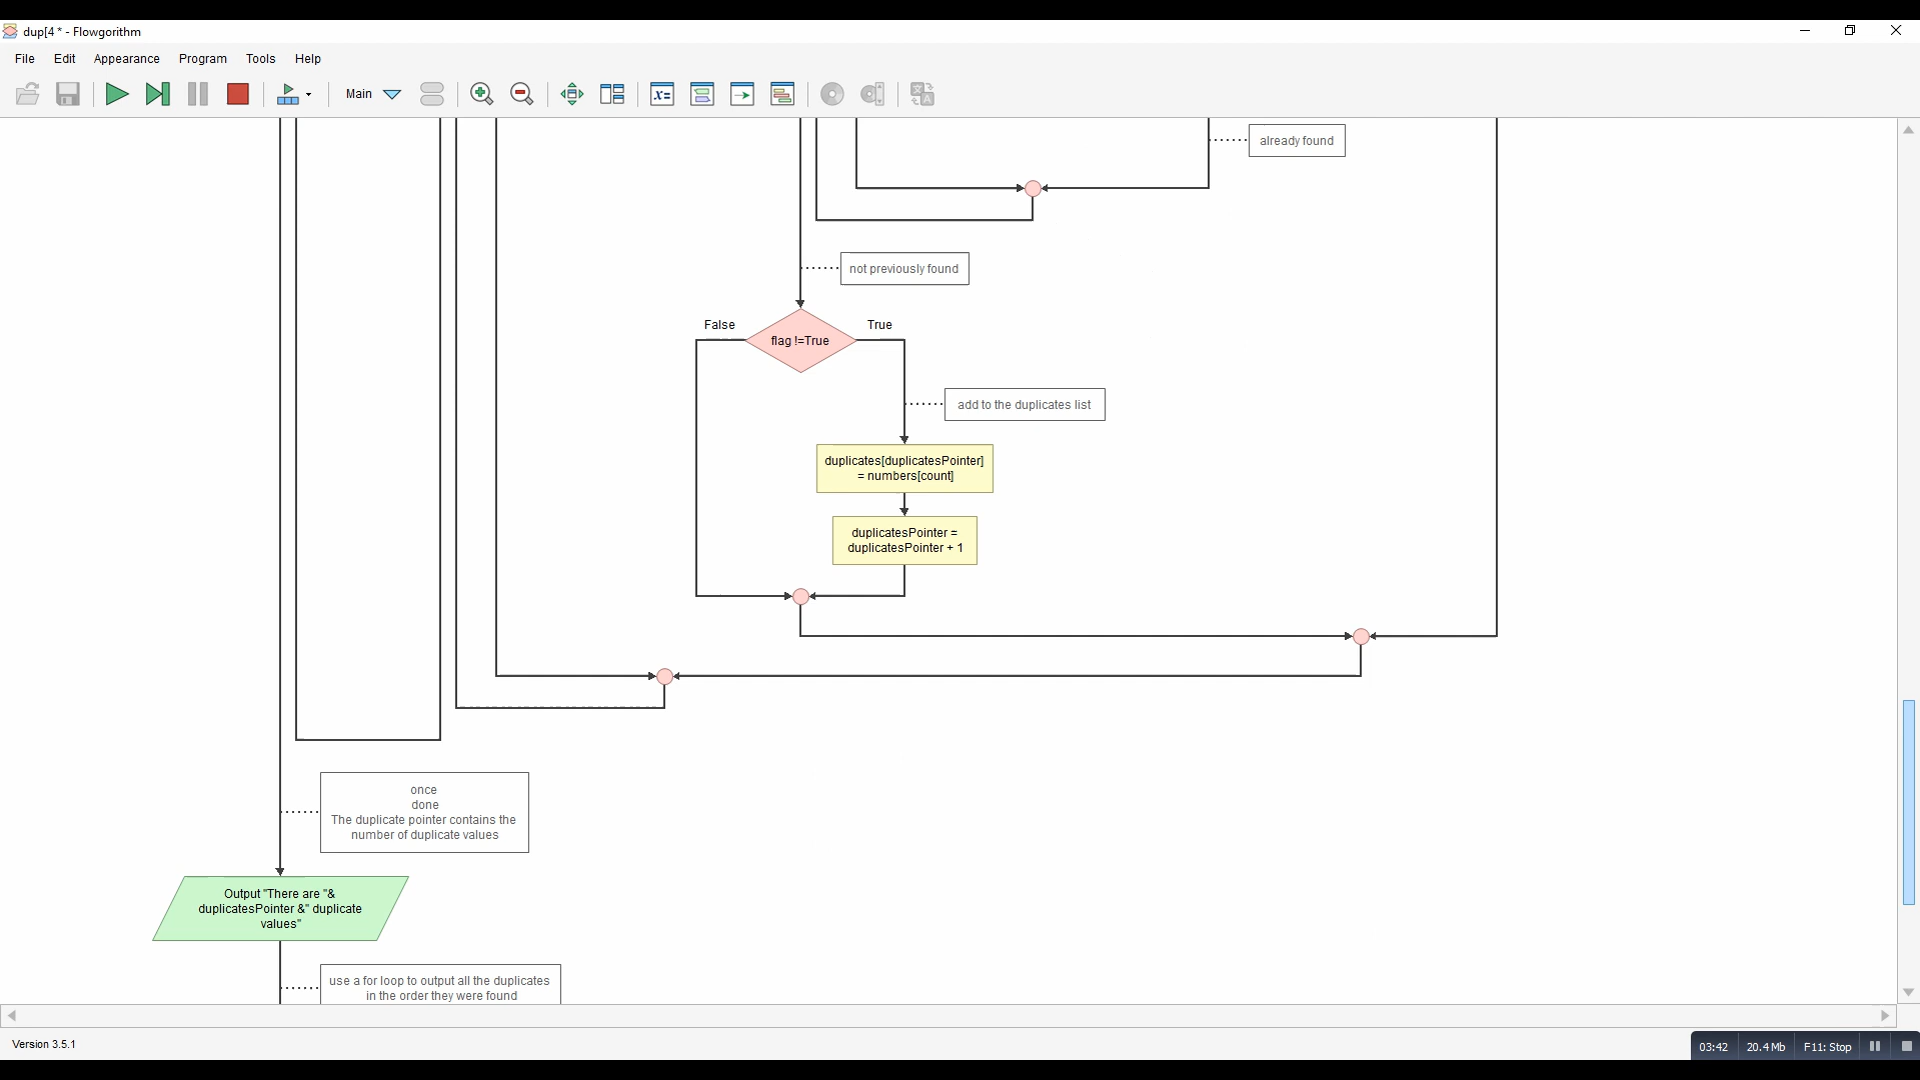 dup[4 * - Flowgorithm
File Edit Appearance Program Tools Help
Main
already found
not previously found
False True
flag !=True
add to the duplicates list
duplicates[duplicatesPointer]
= numbers[count]
duplicatesPointer =
duplicatesPointer + 1
once
done
The duplicate pointer contains the
number of duplicate values
Output "There are "&
duplicatesPointer &" duplicate
values"
use a for loop to output all the duplicates
in the order they were found
Version 3.5.1
03:42 20.4 Mb F11: Stop